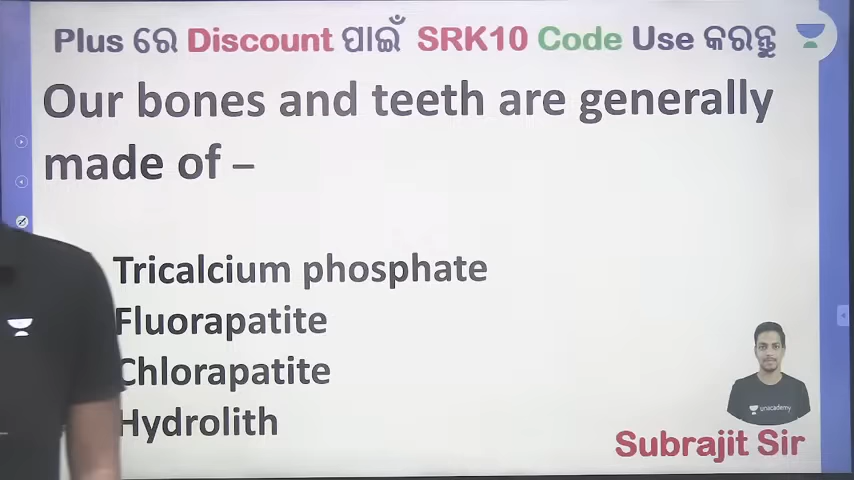 Plus ରେ Discount ପାଇଁ SRK10 Code Use କରନ୍ତୁ
Our bones and teeth are generally
made of –
Tricalcium phosphate
Fluorapatite
Chlorapatite
Hydrolith
unacademy
Subrajit Sir